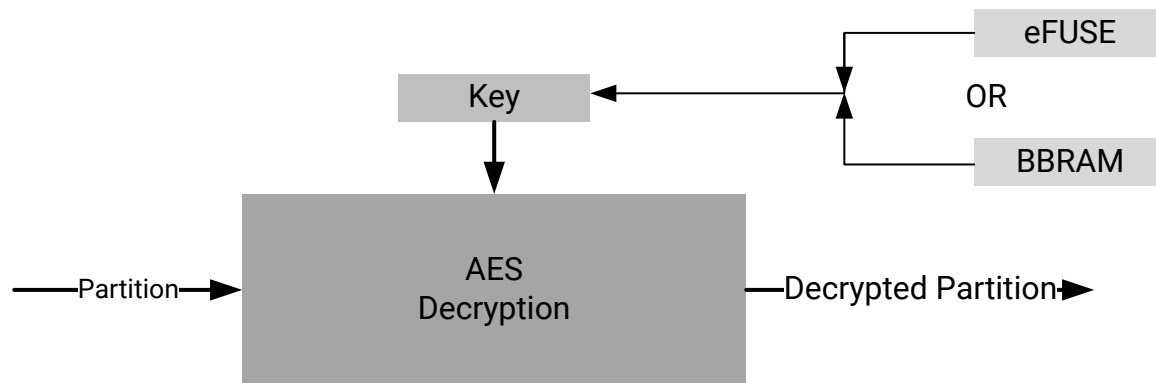 eFUSE
Key
OR
BBRAM
AES
Decryption
Partition
Decrypted Partition